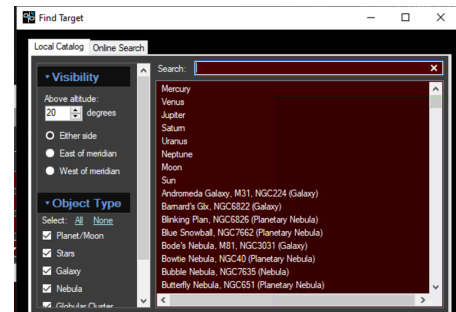 Find Target
Local Catalog Online Search
Visibility
Above altitude:
20 degrees
Either side
East of meridian
West of meridian
Object Type
Select: All None
Planet/Moon
Stars
Galaxy
Nebula
Globular Cluster
Search:
Mercury
Venus
Jupiter
Saturn
Uranus
Neptune
Moon
Sun
Andromeda Galaxy, M31, NGC224 (Galaxy)
Barnard's Glx, NGC6822 (Galaxy)
Blinking Plan, NGC6826 (Planetary Nebula)
Blue Snowball, NGC7662 (Planetary Nebula)
Bode's Nebula, M81, NGC3031 (Galaxy)
Bowtie Nebula, NGC40 (Planetary Nebula)
Bubble Nebula, NGC7635 (Nebula)
Butterfly Nebula, NGC651 (Planetary Nebula)